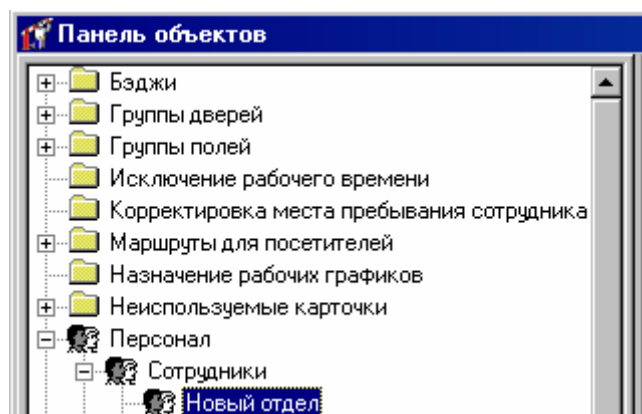 Панель объектов
Бэджи
Группы дверей
Группы полей
Исключение рабочего времени
Корректировка места пребывания сотрудника
Маршруты для посетителей
Назначение рабочих графиков
Неиспользуемые карточки
Персонал
Сотрудники
Новый отдел